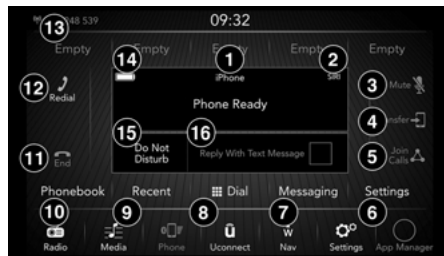 48 539 09:32
13
Empty Empty Empty Empty Empty
14 1 2
iPhone SIRI
12 Redial
3 Mute
Phone Ready
4
15 16
11 End
Do Not
Disturb
Reply With Text Message
5 Join
Calls
Phonebook Recent Dial Messaging Settings
10 9 8 7 6
Radio Media Phone Uconnect Nav Settings App Manager